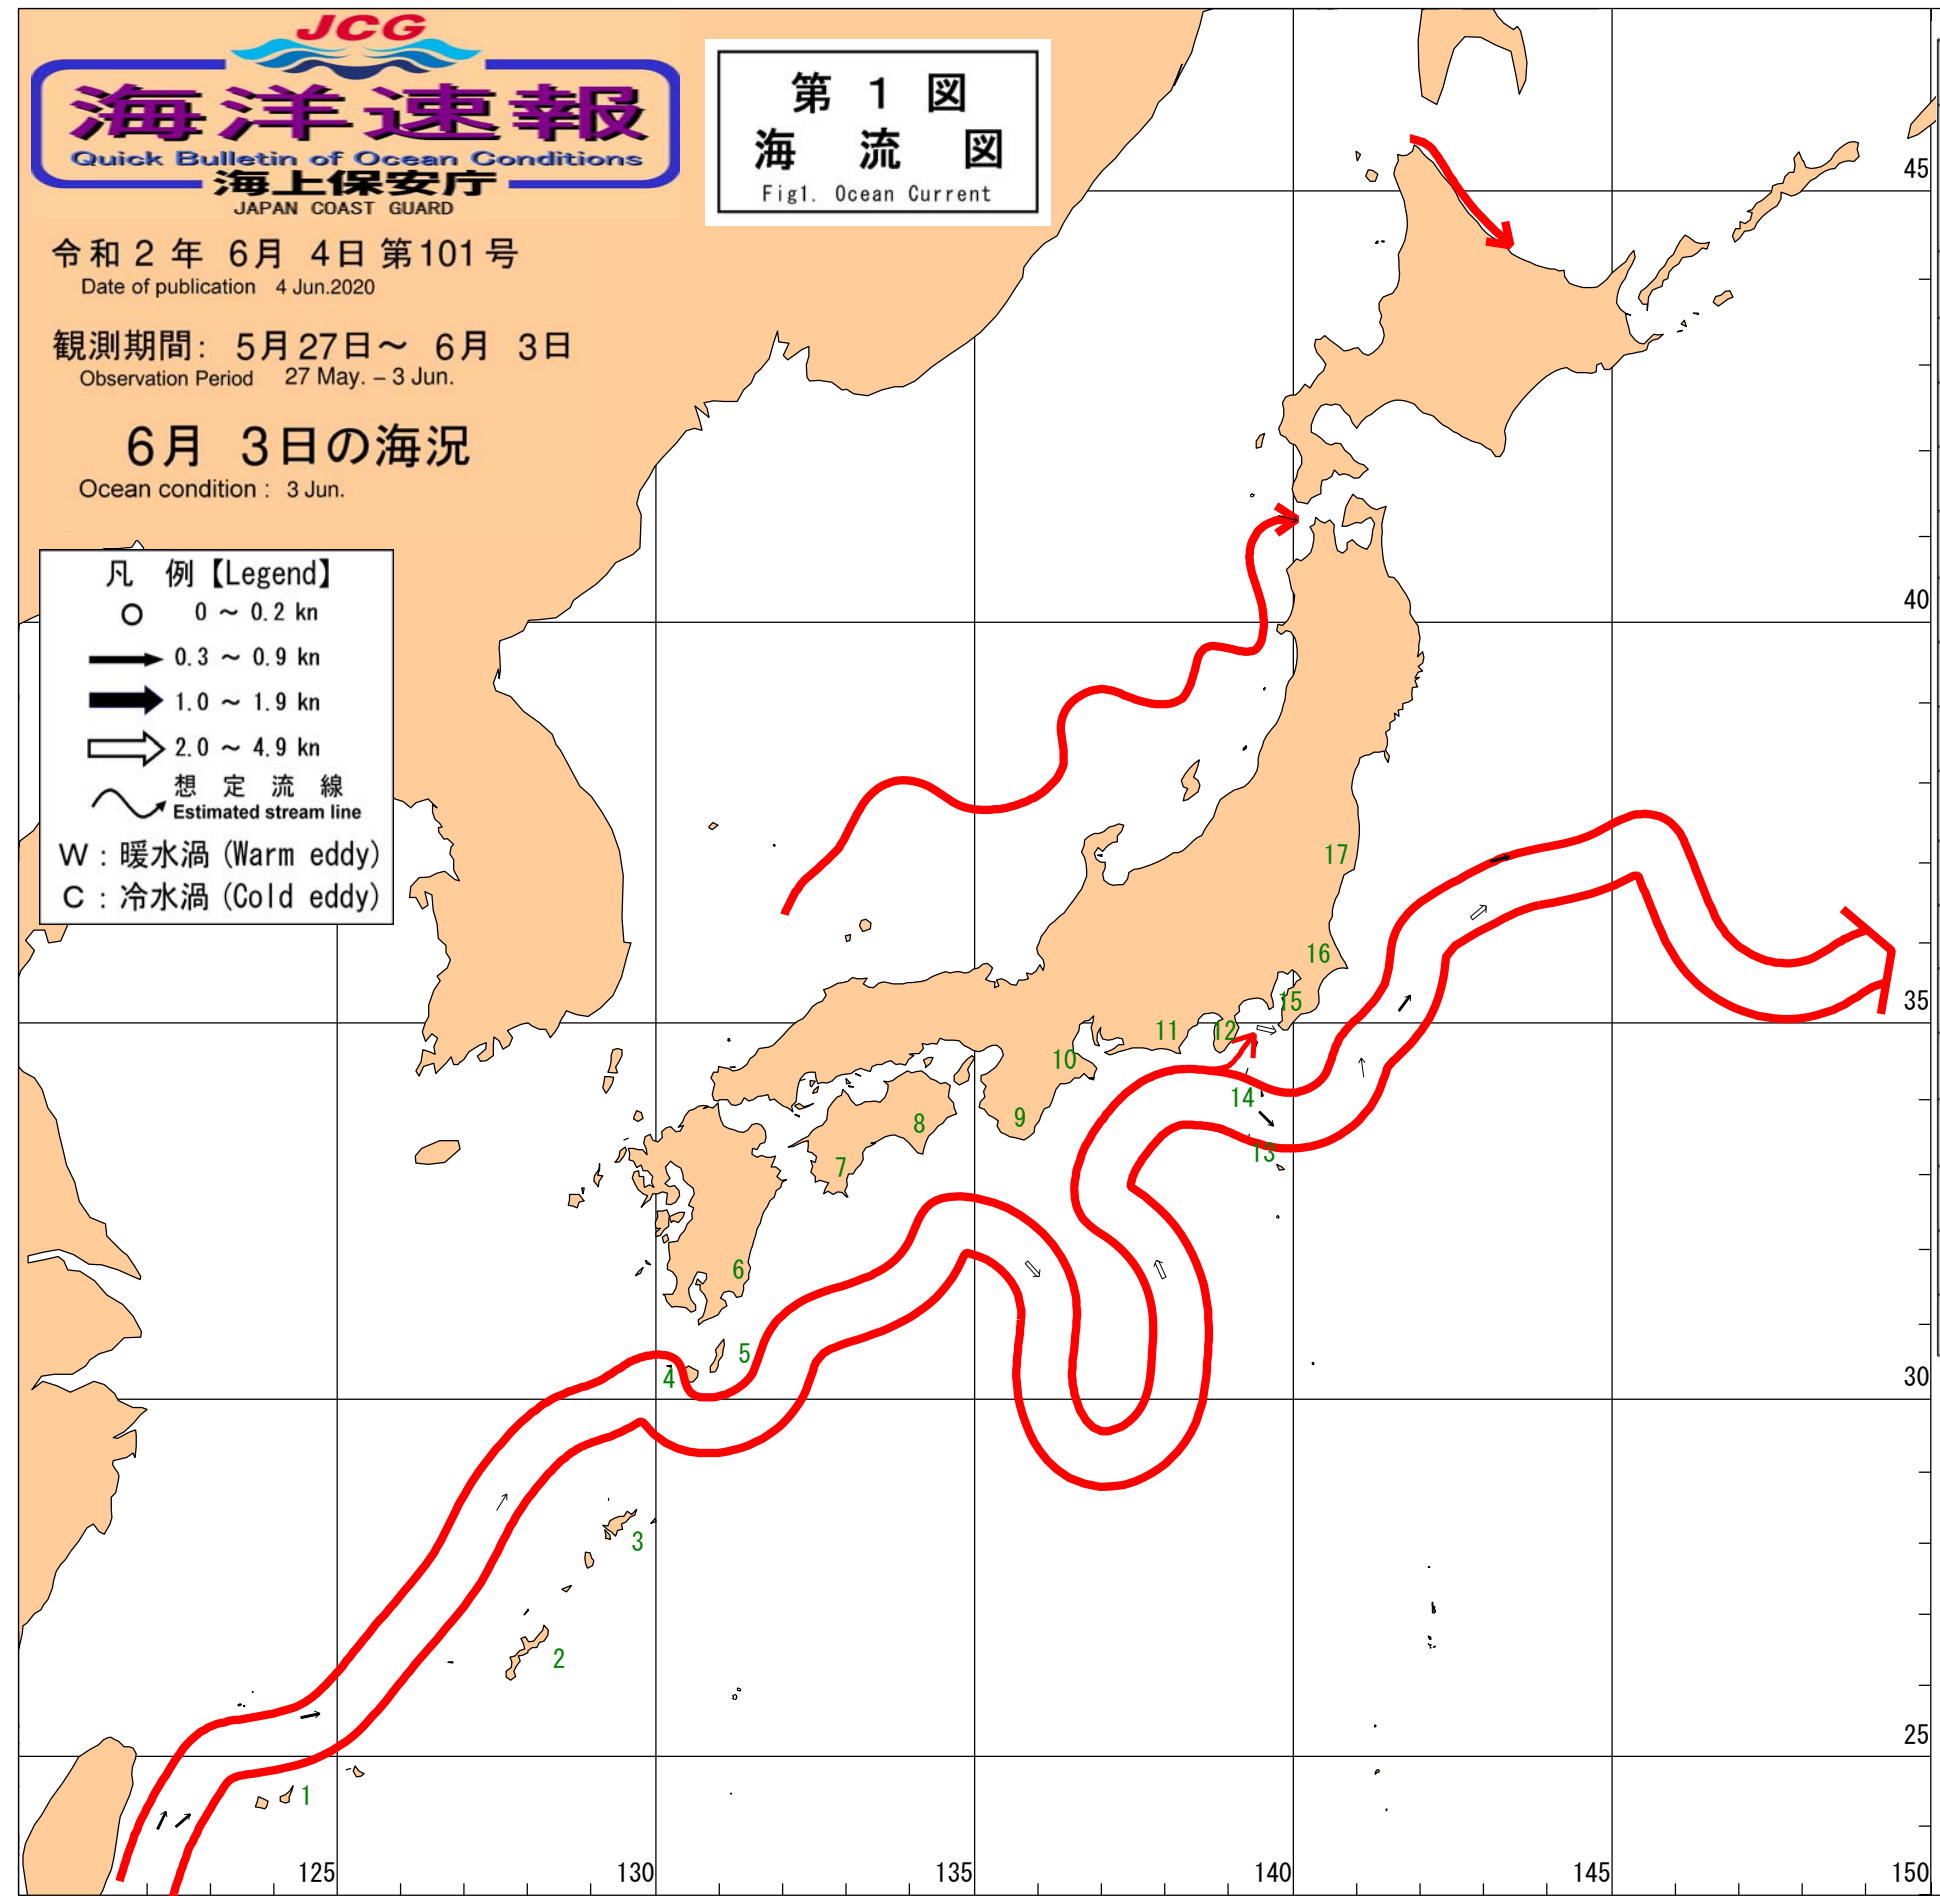 JCG
海洋速報
Quick Bulletin of Ocean Conditions
海上保安庁
JAPAN COAST GUARD
第 1 図
海 流 図
Fig1. Ocean Current
令和 2 年 6月 4日 第101号
Date of publication 4 Jun.2020
観測期間: 5月27日～ 6月 3日
Observation Period 27 May. – 3 Jun.
6月 3日の海況
Ocean condition : 3 Jun.
凡 例【Legend】
0 ～ 0.2 kn
0.3 ～ 0.9 kn
1.0 ～ 1.9 kn
2.0 ～ 4.9 kn
想 定 流 線
Estimated stream line
W : 暖水渦 (Warm eddy)
C : 冷水渦 (Cold eddy)
45
40
17
16
35
15
12
11
10
14
9
8
13
7
6
5
4
30
3
2
25
1
125
130
135
140
145
150